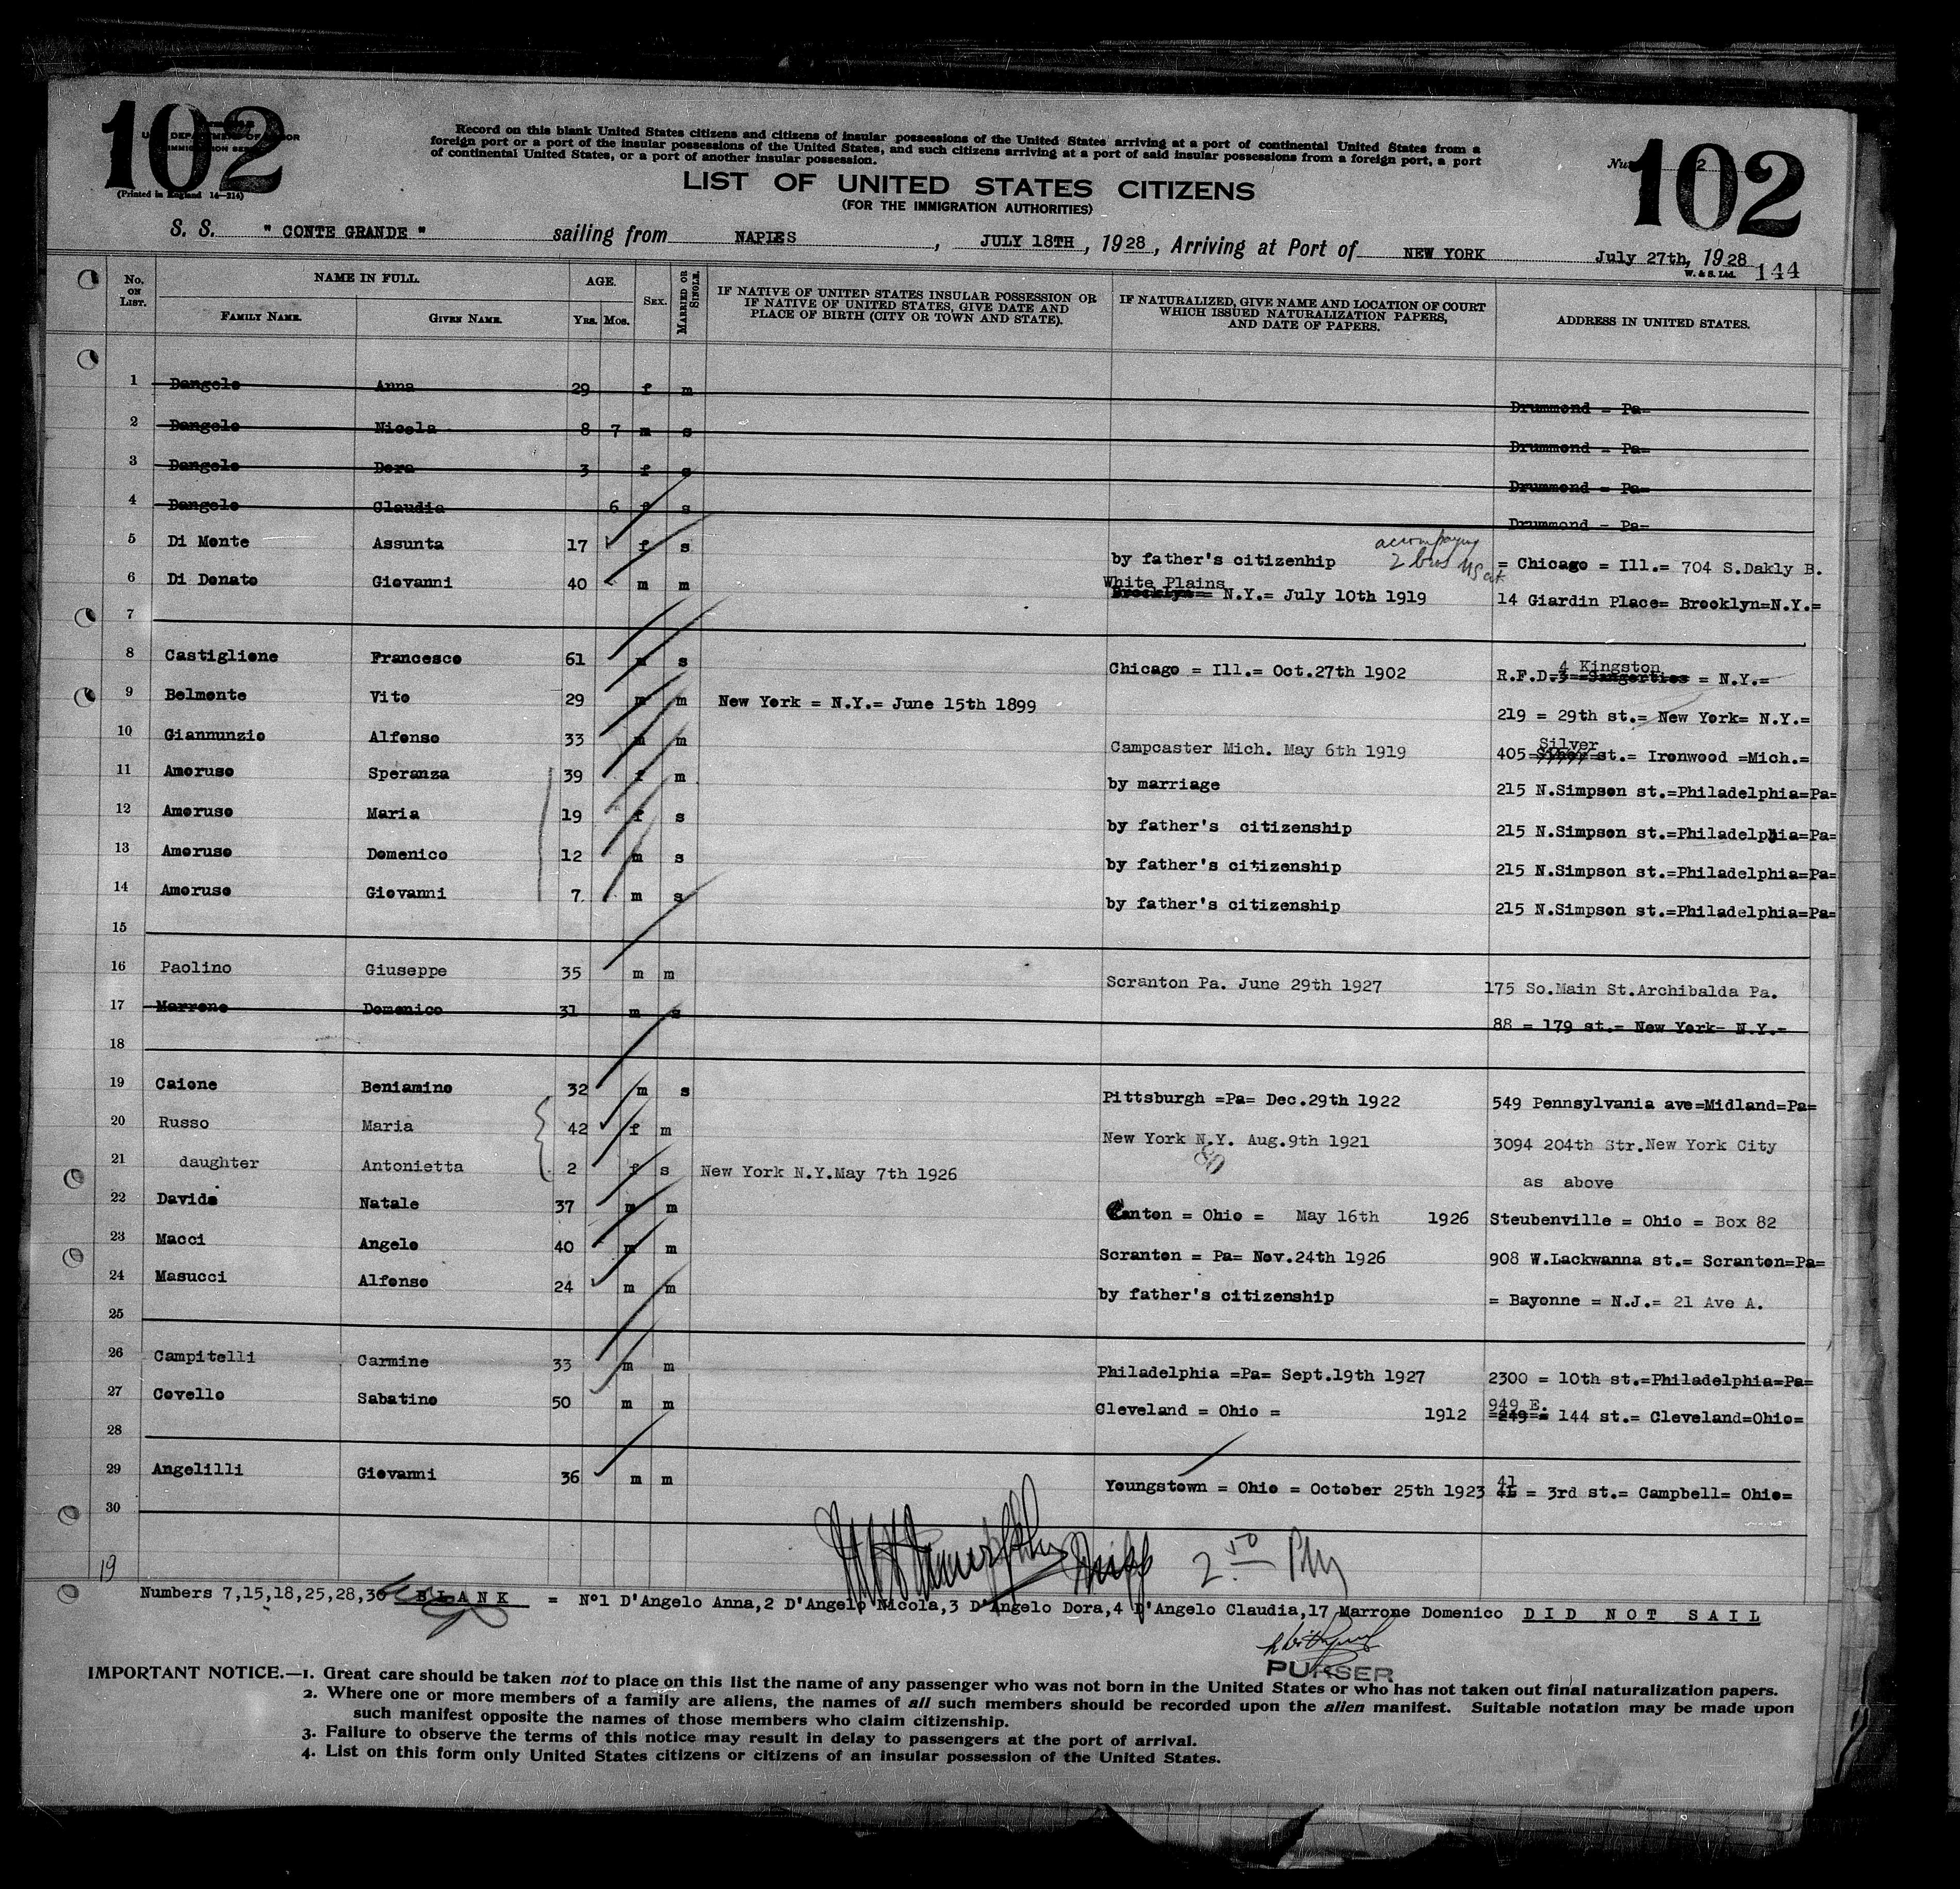 102
U.S. DEPARTMENT OF LABOR
IMMIGRATION SERVICE
(Printed in England 14—214)
Record on this blank United States citizens and citizens of insular possessions of the United States arriving at a port of continental United States from a
foreign port or a port of the insular possessions of the United States, and such citizens arriving at a port of said insular possessions from a foreign port, a port
of continental United States, or a port of another insular possession.
2
102
LIST OF UNITED STATES CITIZENS
(FOR THE IMMIGRATION AUTHORITIES)
S. S. " CONTE GRANDE " sailing from NAPLES, JULY 18TH, 1928, Arriving at Port of NEW YORK July 27th, 1928
W. & S. Ltd. 144
No. ON LIST. NAME IN FULL. AGE. SEX. MARRIED OR SINGLE. IF NATIVE OF UNITED STATES INSULAR POSSESSION OR IF NATIVE OF UNITED STATES, GIVE DATE AND PLACE OF BIRTH (CITY OR TOWN AND STATE). IF NATURALIZED, GIVE NAME AND LOCATION OF COURT WHICH ISSUED NATURALIZATION PAPERS, AND DATE OF PAPERS. ADDRESS IN UNITED STATES.
FAMILY NAME. GIVEN NAME. YRS. MOS.
1 Dangelo Anna 29 f m Drummond = Pa=
2 Dangelo Nicola 8 7 m s Drummond = Pa=
3 Dangelo Dora 3 f s Drummond = Pa=
4 Dangelo Claudia 6 f s Drummond = Pa=
5 Di Monte Assunta 17 f s by father's citizenhip = Chicago = Ill.= 704 S.Dakly B.
6 Di Donato Giovanni 40 m m White Plains Brooklyn= N.Y.= July 10th 1919 14 Giardin Place= Brooklyn=N.Y.=
7
8 Castiglione Francesco 61 m s Chicago = Ill.= Oct.27th 1902 R.F.D.3 4 Kingston =Saugerties = N.Y.=
9 Belmonte Vito 29 m m New York = N.Y.= June 15th 1899 219 = 29th st.= New York= N.Y.=
10 Giannunzio Alfonso 33 m m Campcaster Mich. May 6th 1919 405 Silver st.= Ironwood =Mich.=
11 Amoruso Speranza 39 f m by marriage 215 N.Simpson st.=Philadelphia=Pa=
12 Amoruso Maria 19 f s by father's citizenship 215 N.Simpson st.=Philadelphia=Pa=
13 Amoruso Domenico 12 m s by father's citizenship 215 N.Simpson st.=Philadelphia=Pa=
14 Amoruso Giovanni 7. m s by father's citizenship 215 N.Simpson st.=Philadelphia=Pa=
15
16 Paolino Giuseppe 35 m m Scranton Pa. June 29th 1927 175 So.Main St.Archibalda Pa.
17 Marrone Domenico 31 m s 88 = 179 st.= New York- N.Y.=
18
19 Caione Beniamino 32 m s Pittsburgh =Pa= Dec.29th 1922 549 Pennsylvania ave=Midland=Pa=
20 Russo Maria 42 f m New York N.Y. Aug.9th 1921 3094 204th Str.New York City
21 daughter Antonietta 2 f s New York N.Y.May 7th 1926 as above
22 Davide Natale 37 m m Canton = Ohio = May 16th 1926 Steubenville = Ohio = Box 82
23 Macci Angelo 40 m m Scranton = Pa= Nov.24th 1926 908 W.Lackwanna st.= Scranton=Pa=
24 Masucci Alfonso 24 m m by father's citizenship = Bayonne = N.J.= 21 Ave A.
25
26 Campitelli Carmine 33 m m Philadelphia =Pa= Sept.19th 1927 2300 = 10th st.=Philadelphia=Pa=
27 Covello Sabatino 50 m m Cleveland = Ohio = 1912 949 E. =249 = 144 st.= Cleveland=Ohio=
28
29 Angelilli Giovanni 36 m m Youngstown = Ohio = October 25th 1923 41 = 3rd st.= Campbell= Ohio=
30
19
2 50 PM
Numbers 7,15,18,25,28,30 BLANK = N°1 D'Angelo Anna,2 D'Angelo Nicola,3 D'Angelo Dora,4 D'Angelo Claudia,17 Marrone Domenico DID NOT SAIL
PURSER
IMPORTANT NOTICE.—1. Great care should be taken not to place on this list the name of any passenger who was not born in the United States or who has not taken out final naturalization papers.
2. Where one or more members of a family are aliens, the names of all such members should be recorded upon the alien manifest. Suitable notation may be made upon
such manifest opposite the names of those members who claim citizenship.
3. Failure to observe the terms of this notice may result in delay to passengers at the port of arrival.
4. List on this form only United States citizens or citizens of an insular possession of the United States.